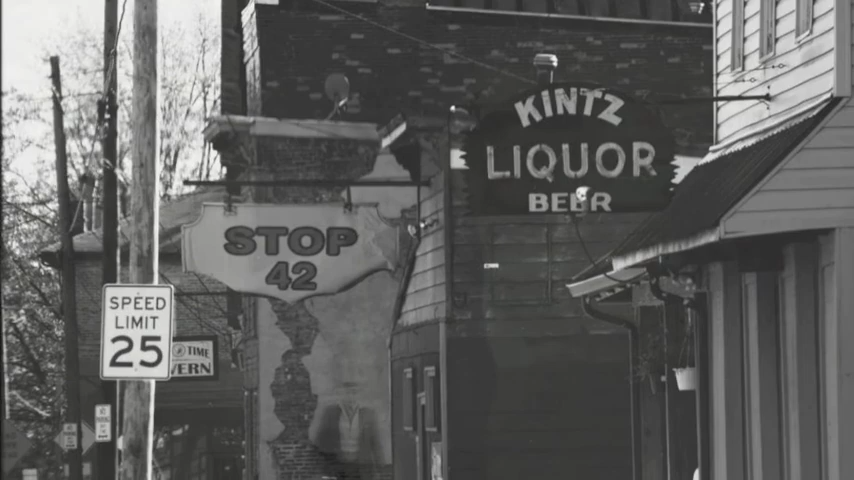 KINTZ
LIQUOR
BEER
STOP
42
SPEED
LIMIT
25
TIME
VERN